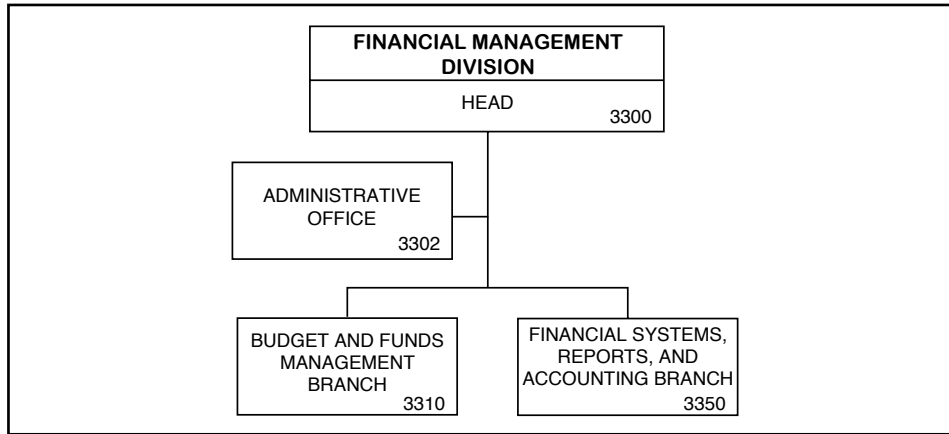 FINANCIAL MANAGEMENT
DIVISION
HEAD
3300
ADMINISTRATIVE
OFFICE
3302
BUDGET AND FUNDS
MANAGEMENT
BRANCH
3310
FINANCIAL SYSTEMS,
REPORTS, AND
ACCOUNTING BRANCH
3350